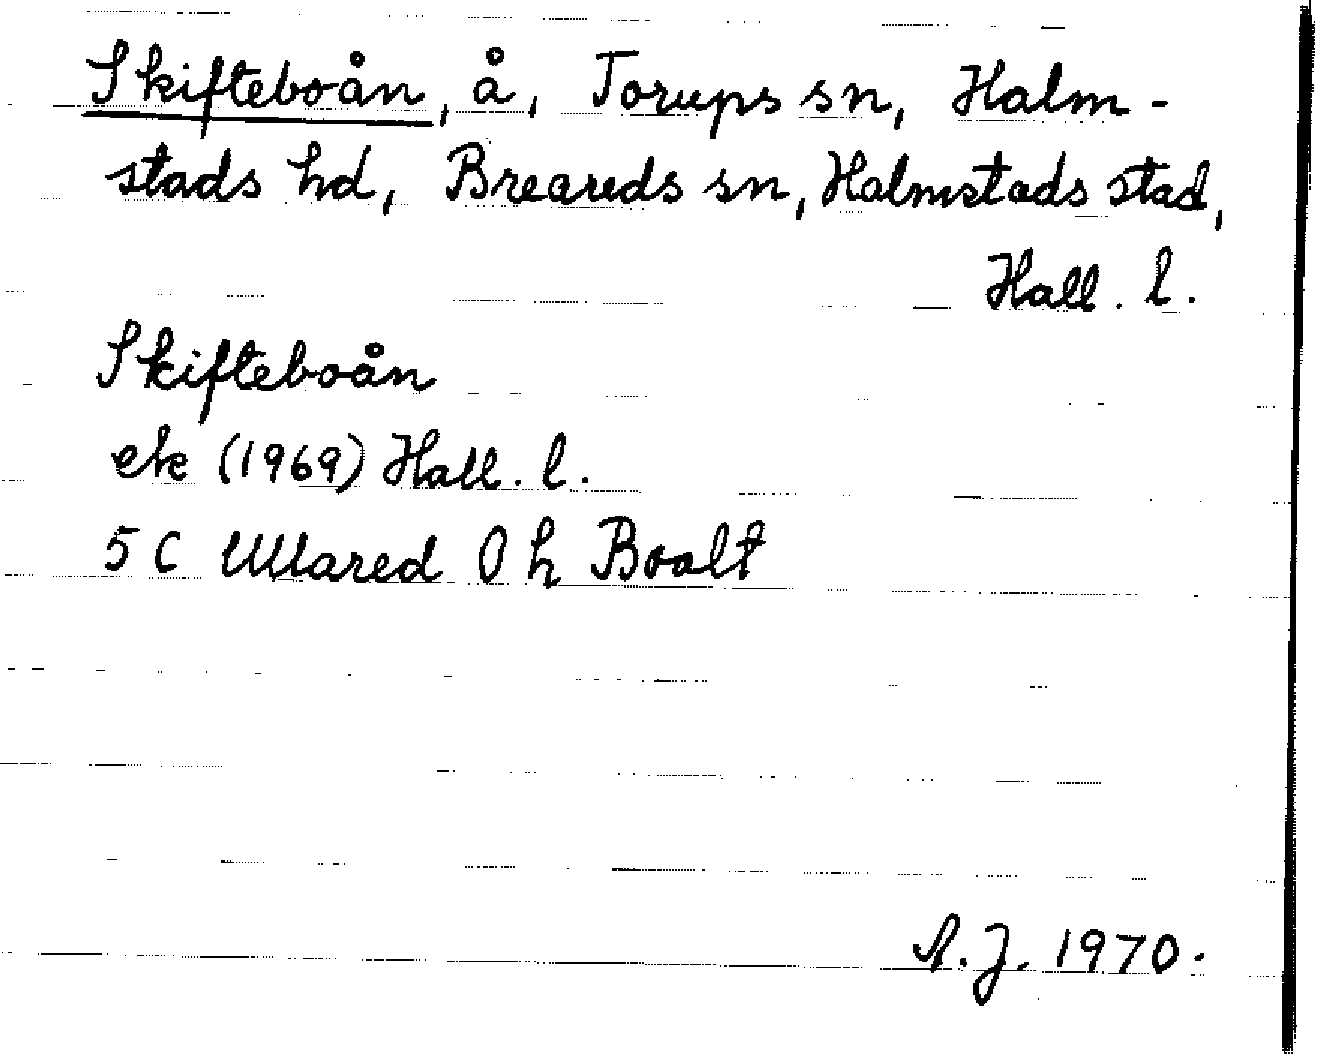 Skifteboån, å, Torups sn, Halm-
stads hd, Breareds sn, Halmstads stad,
Hall. l.
Skifteboån
ek (1969) Hall. l.
5 C Ullared O h Boalt
A.J. 1970.